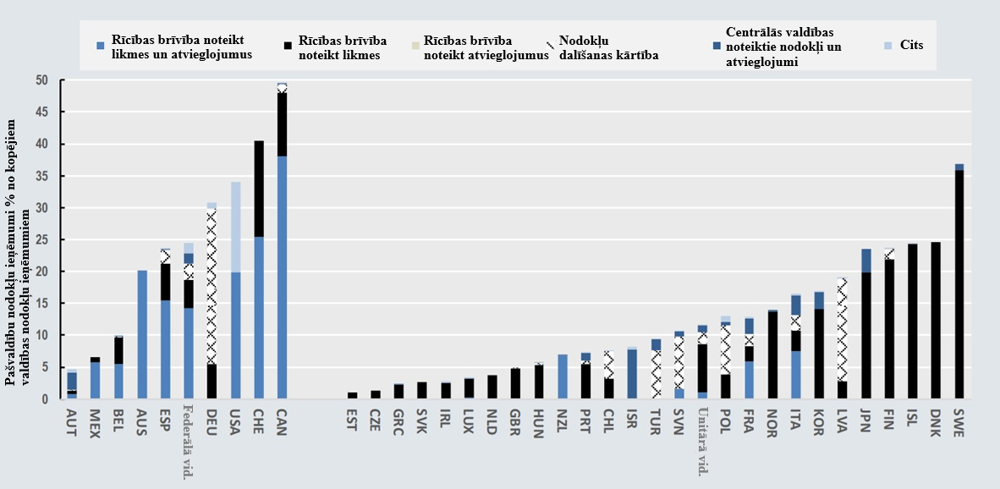 Rīcības brīvība noteikt
likmes un atvieglojumus
Rīcības brīvība
noteikt likmes
Rīcības brīvība
noteikt atvieglojumus
Nodokļu
dalīšanas kārtība
Centrālās valdības
noteiktie nodokļi un
atvieglojumi
Cits
Pašvaldību nodokļu ieņēmumi % no kopējiem
valdības nodokļu ieņēmumiem
50
45
40
35
30
25
20
15
10
5
0
AUT
MEX
BEL
AUS
ESP
Federālā vid.
DEU
USA
CHE
CAN
EST
CZE
GRC
SVK
IRL
LUX
NLD
GBR
HUN
NZL
PRT
CHL
ISR
TUR
SVN
Unitārā vid.
POL
FRA
NOR
ITA
KOR
LVA
JPN
FIN
ISL
DNK
SWE